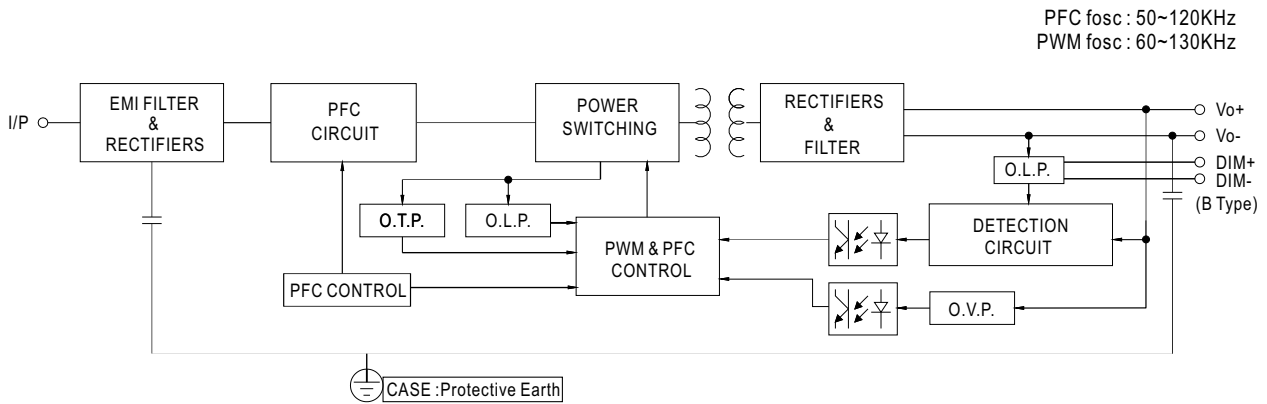 PFC fosc : 50~120KHz
PWM fosc : 60~130KHz
I/P
EMI FILTER
&
RECTIFIERS
PFC
CIRCUIT
POWER
SWITCHING
RECTIFIERS
&
FILTER
Vo+
Vo-
DIM+
DIM-
(B Type)
O.L.P.
O.T.P.
O.L.P.
PWM & PFC
CONTROL
DETECTION
CIRCUIT
PFC CONTROL
O.V.P.
CASE :Protective Earth